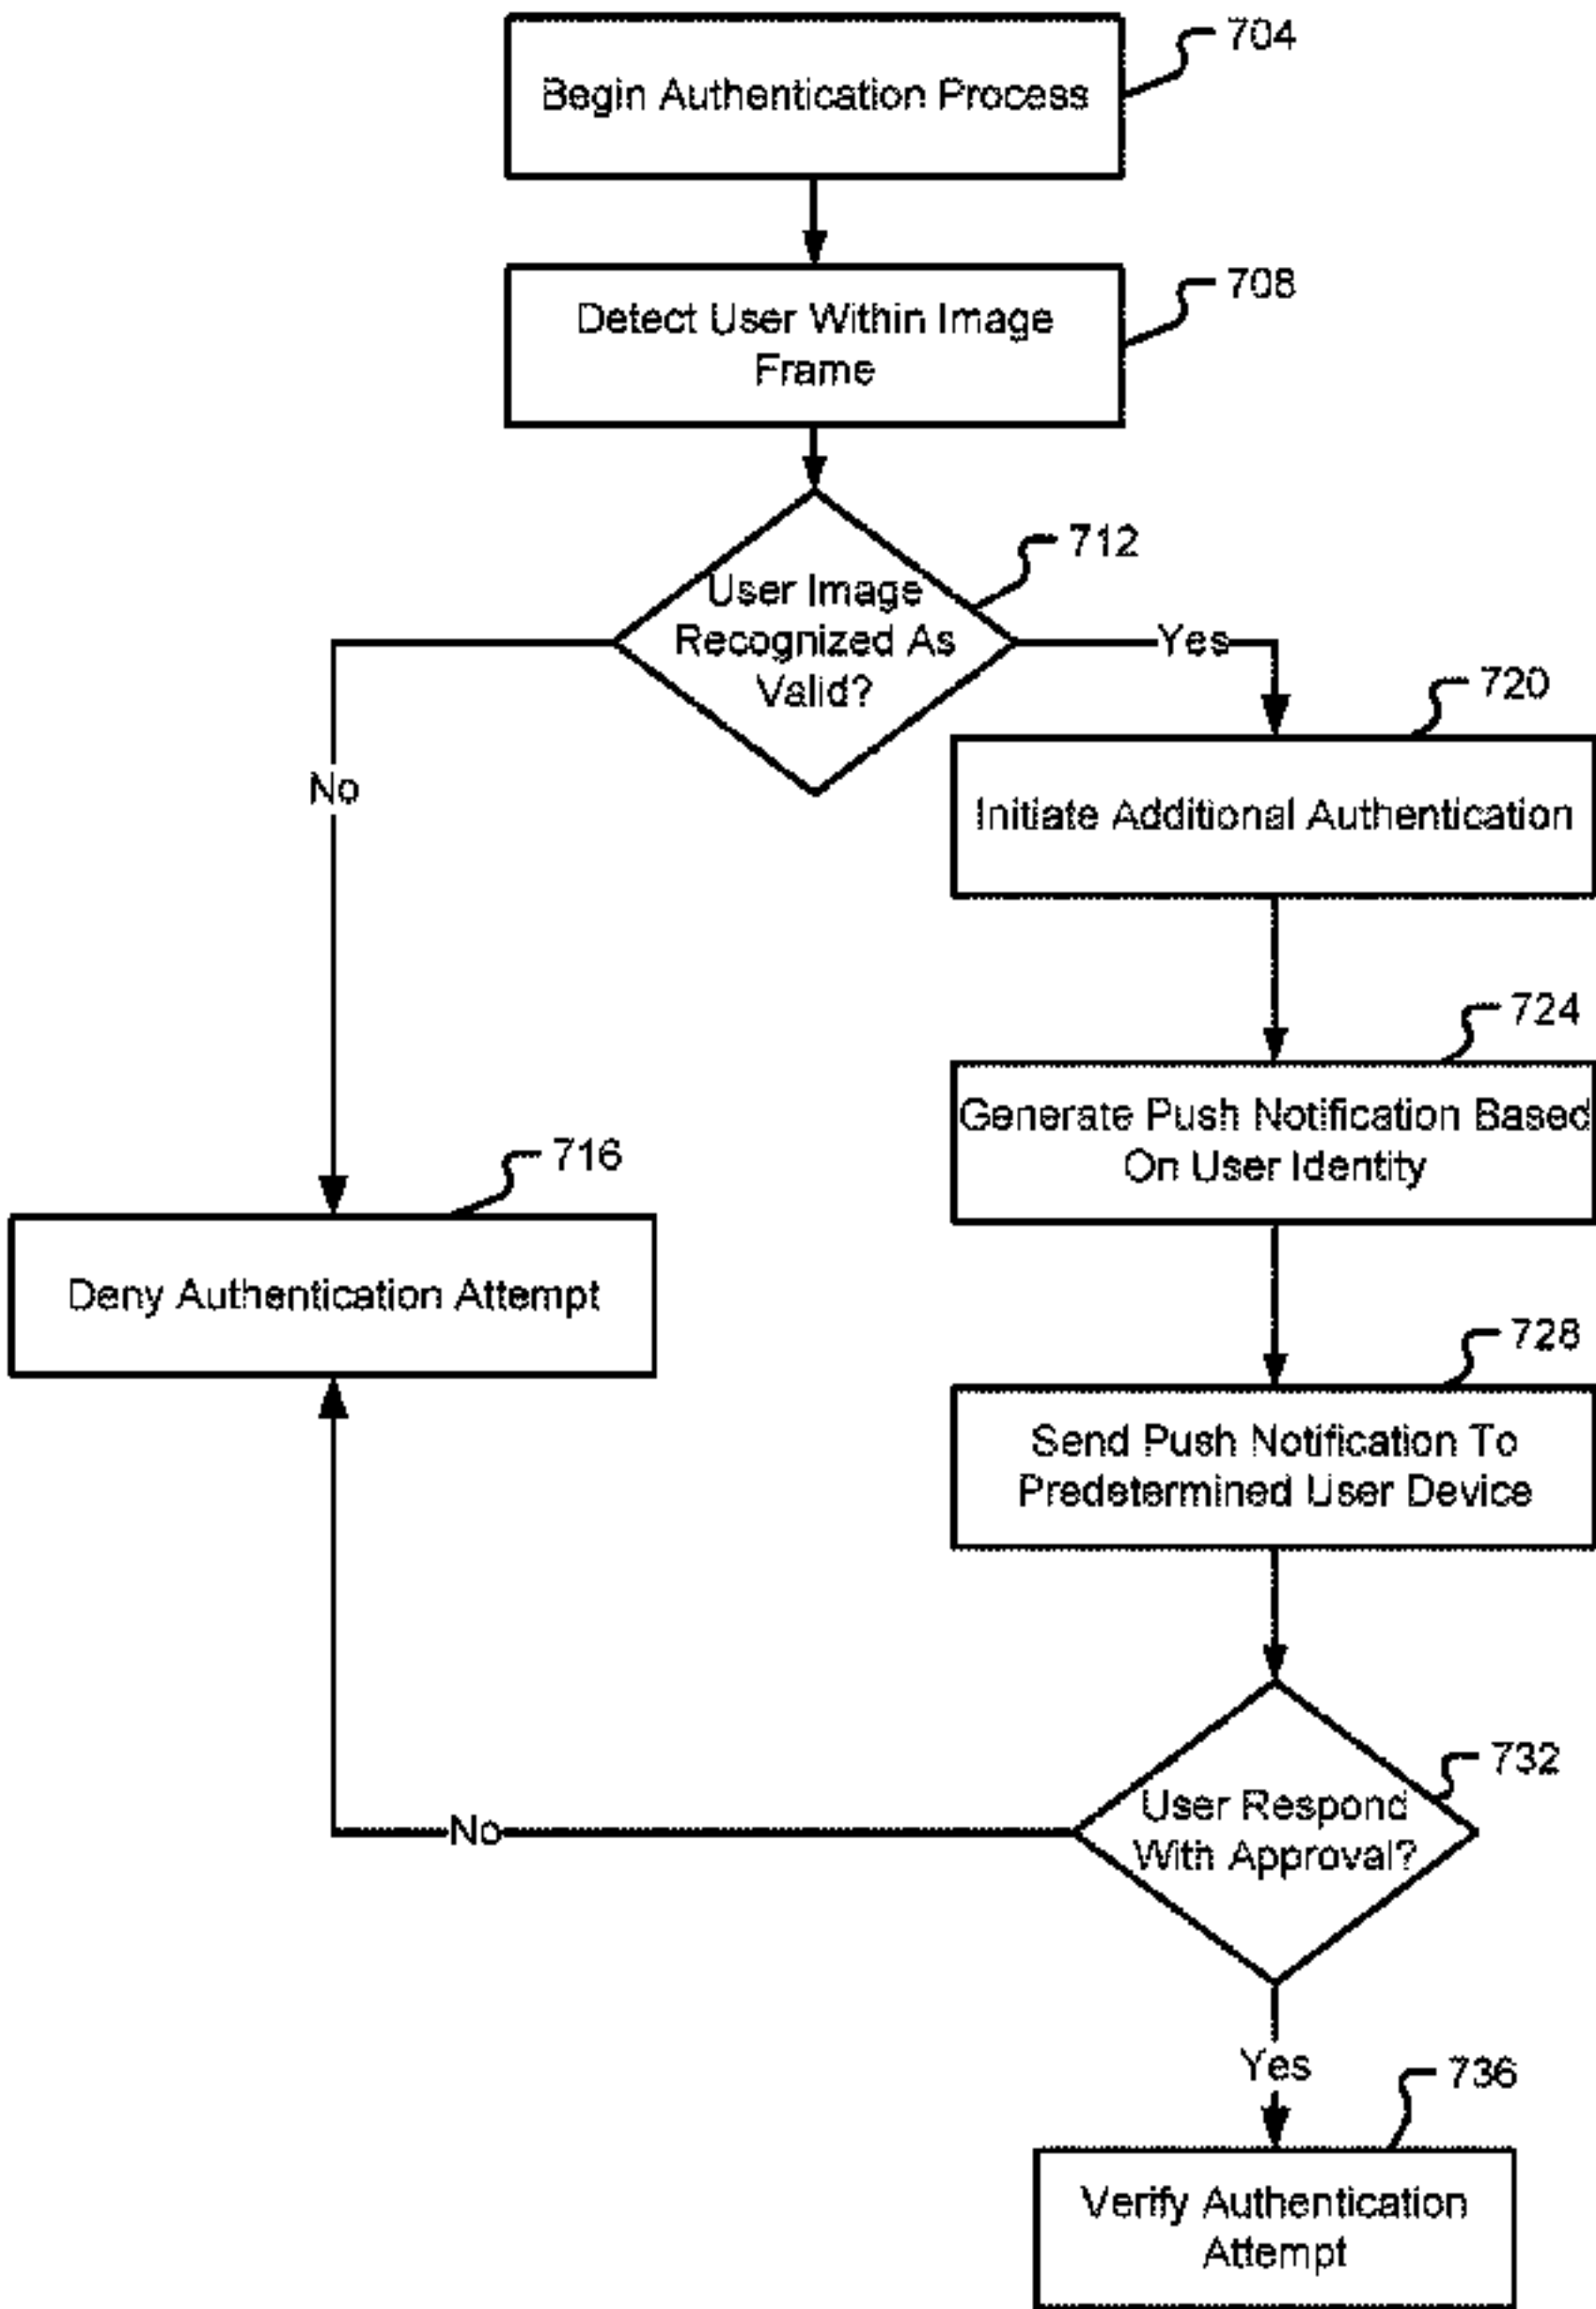 704
Begin Authentication Process
708
Detect User Within Image
Frame
712
User Image
Recognized As
Valid?
Yes
720
No
Initiate Additional Authentication
724
Generate Push Notification Based
On User Identity
716
Deny Authentication Attempt
728
Send Push Notification To
Predetermined User Device
732
User Respond
With Approval?
No
Yes
736
Verify Authentication
Attempt